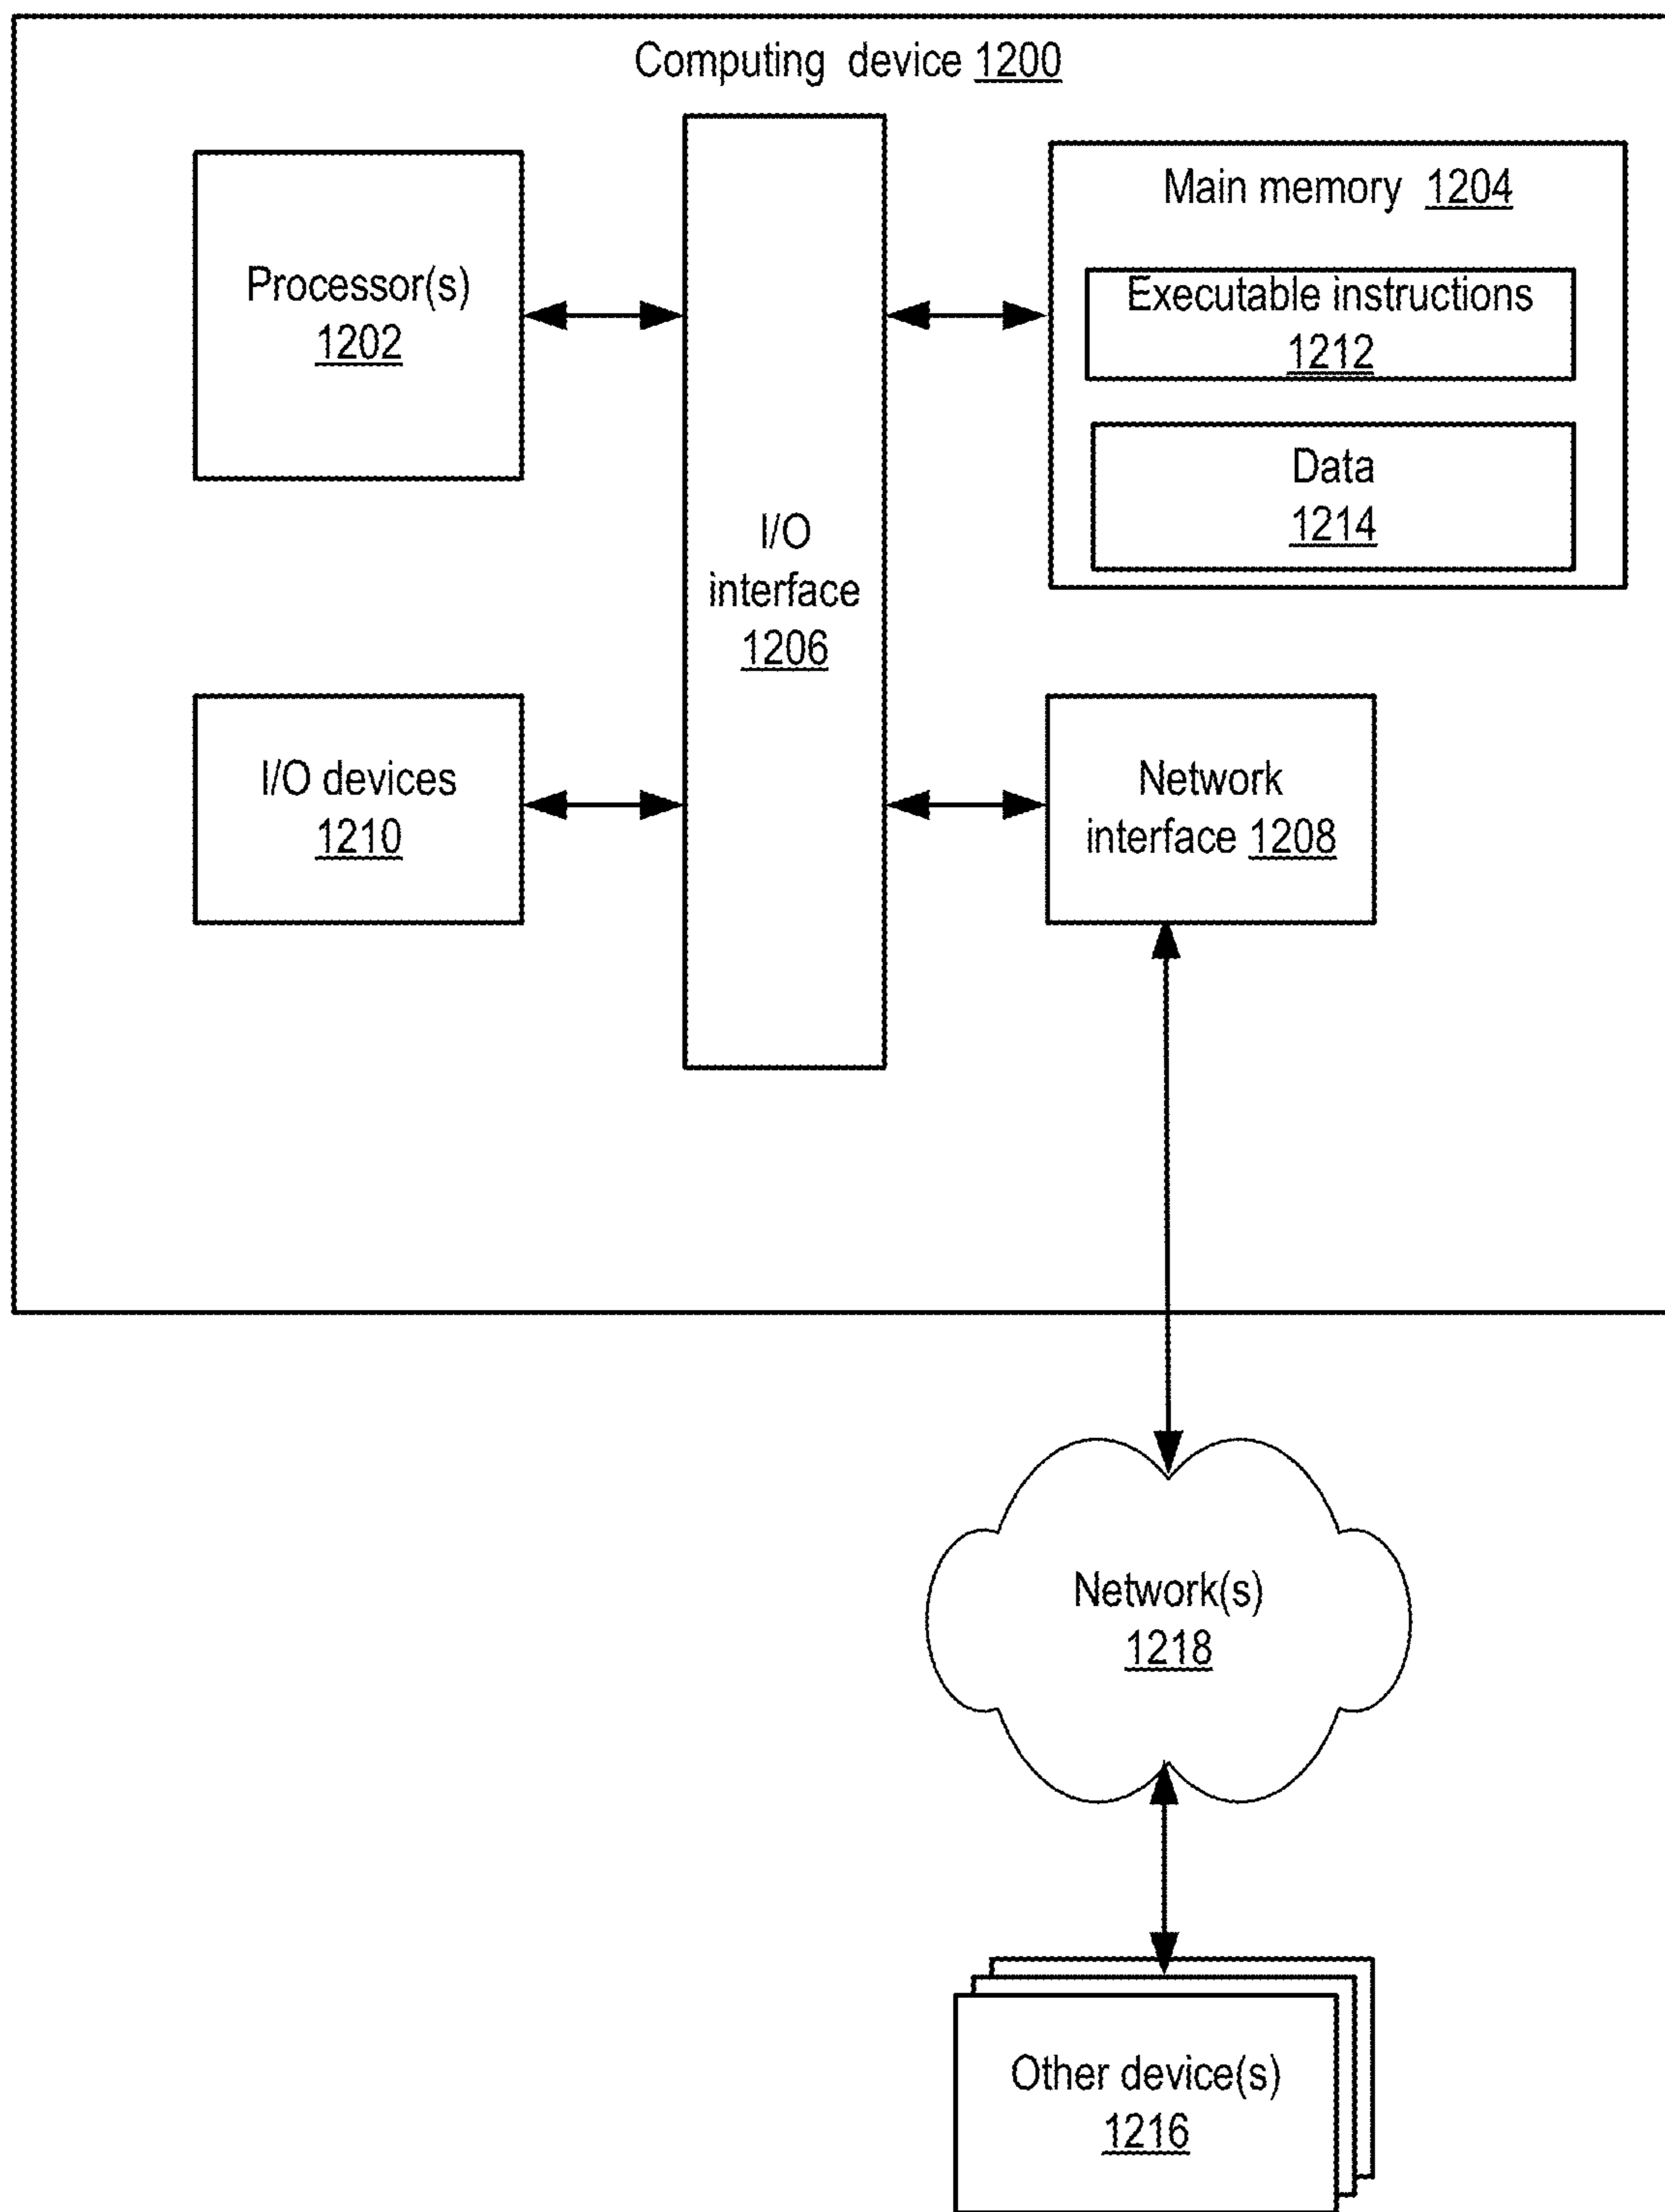 Computing device 1200
Processor(s)
1202
Main memory 1204
Executable instructions
1212
Data
1214
I/O
interface
1206
I/O devices
1210
Network
interface 1208
Network(s)
1218
Other device(s)
1216